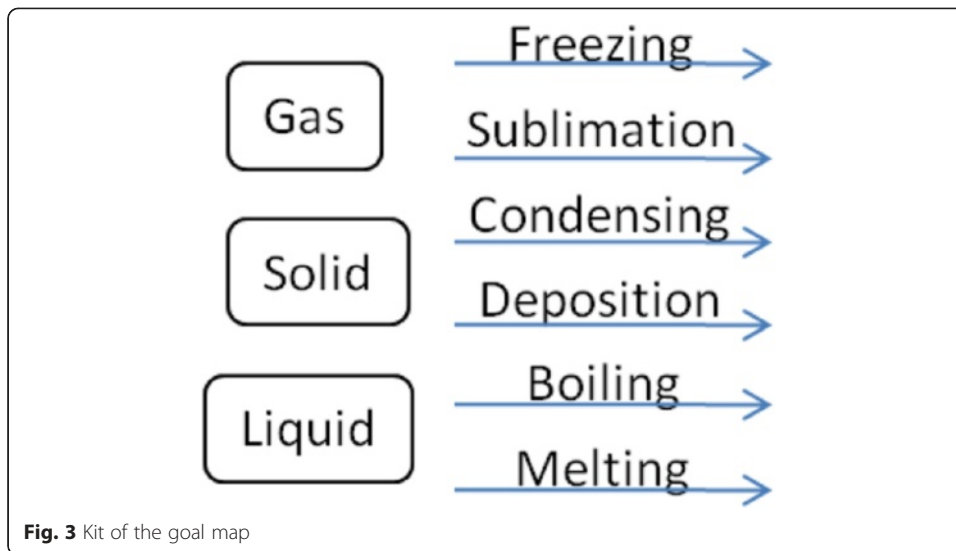 Gas
Solid
Liquid
Freezing
Sublimation
Condensing
Deposition
Boiling
Melting
Fig. 3 Kit of the goal map